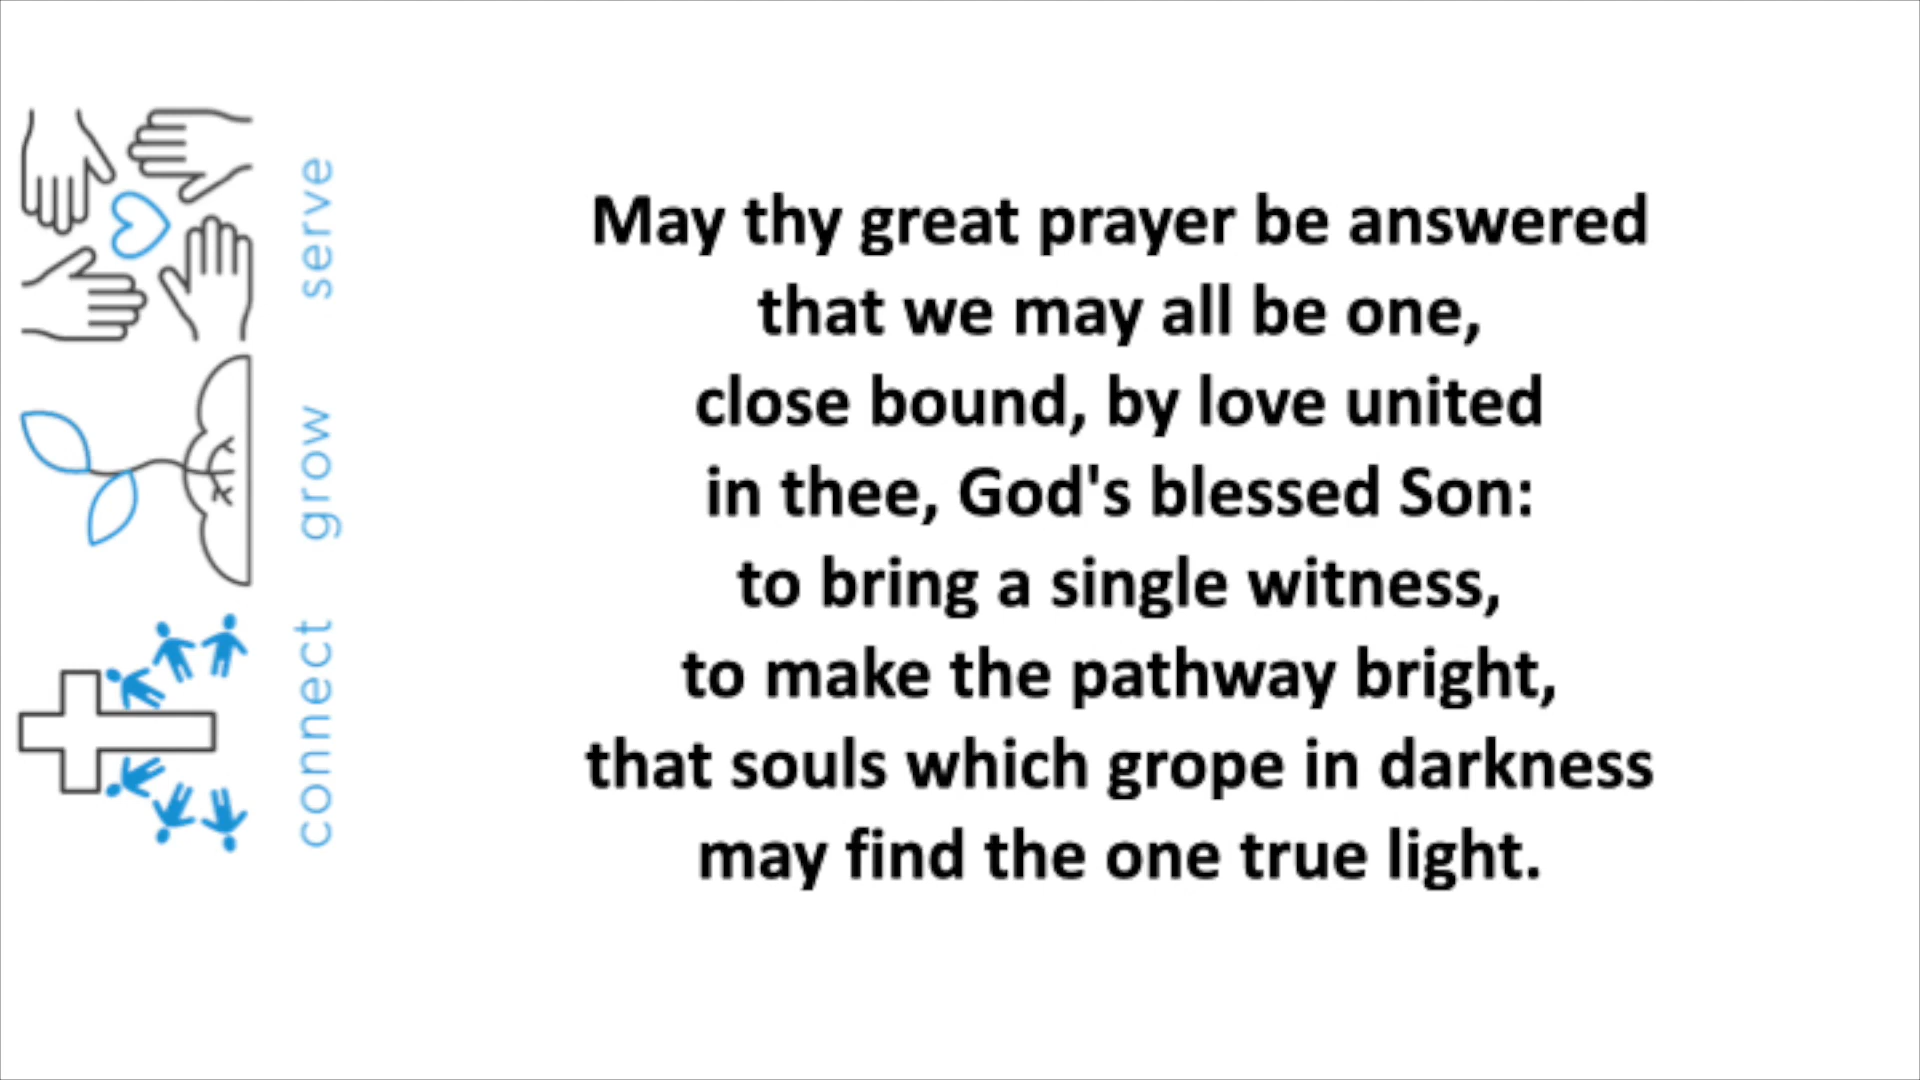 May thy great prayer be answered
that we may all be one,
close bound, by love united
in thee, God's blessed Son:
to bring a single witness,
to make the pathway bright,
that souls which grope in darkness
may find the one true light.
connect grow serve